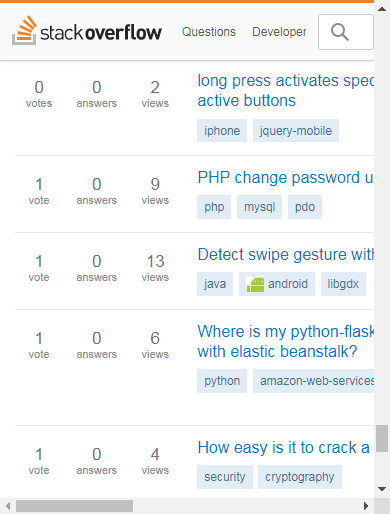 stackoverflow Questions Developer
0 0 2 long press activates spec
votes answers views active buttons
iphone jquery-mobile
1 0 9 PHP change password u
vote answers views php mysql pdo
1 0 13 Detect swipe gesture with
vote answers views java android libgdx
1 0 6 Where is my python-flask
vote answers views with elastic beanstalk?
python amazon-web-services
1 0 4 How easy is it to crack a
vote answers views security cryptography